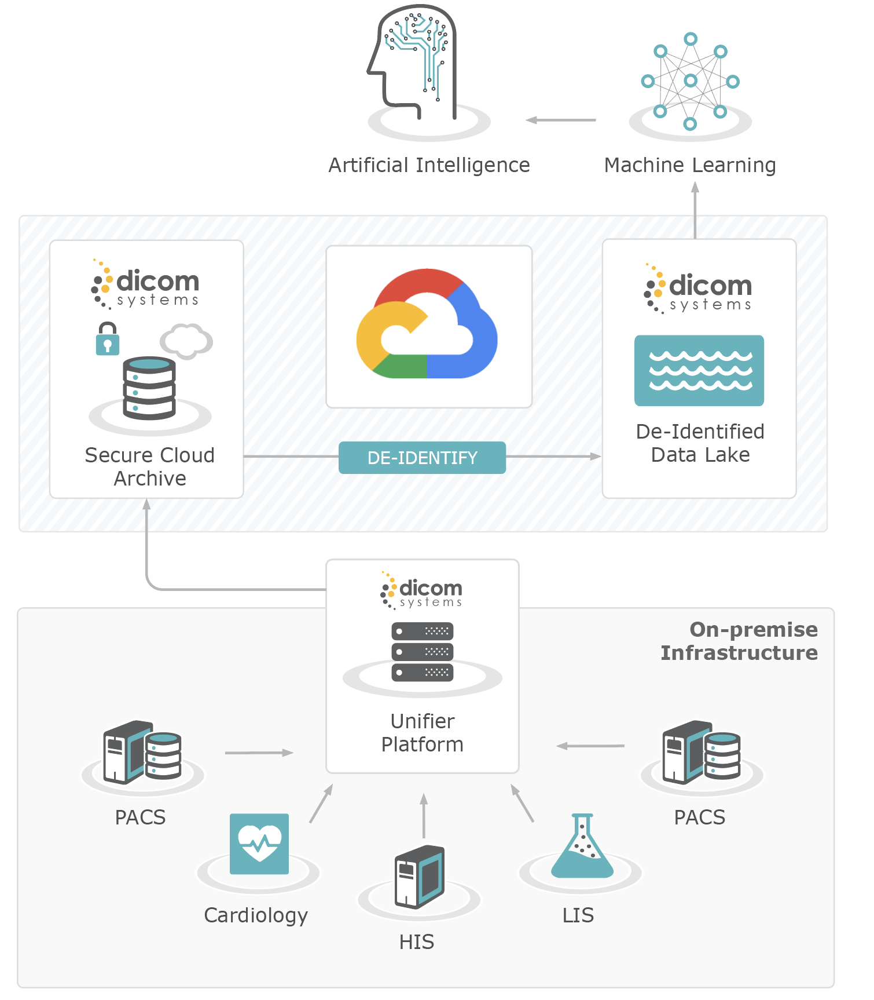 Artificial Intelligence
Machine Learning
dicom
systems
Secure Cloud
Archive
DE-IDENTIFY
dicom
systems
De-Identified
Data Lake
dicom
systems
Unifier
Platform
On-premise
Infrastructure
PACS
Cardiology
HIS
LIS
PACS